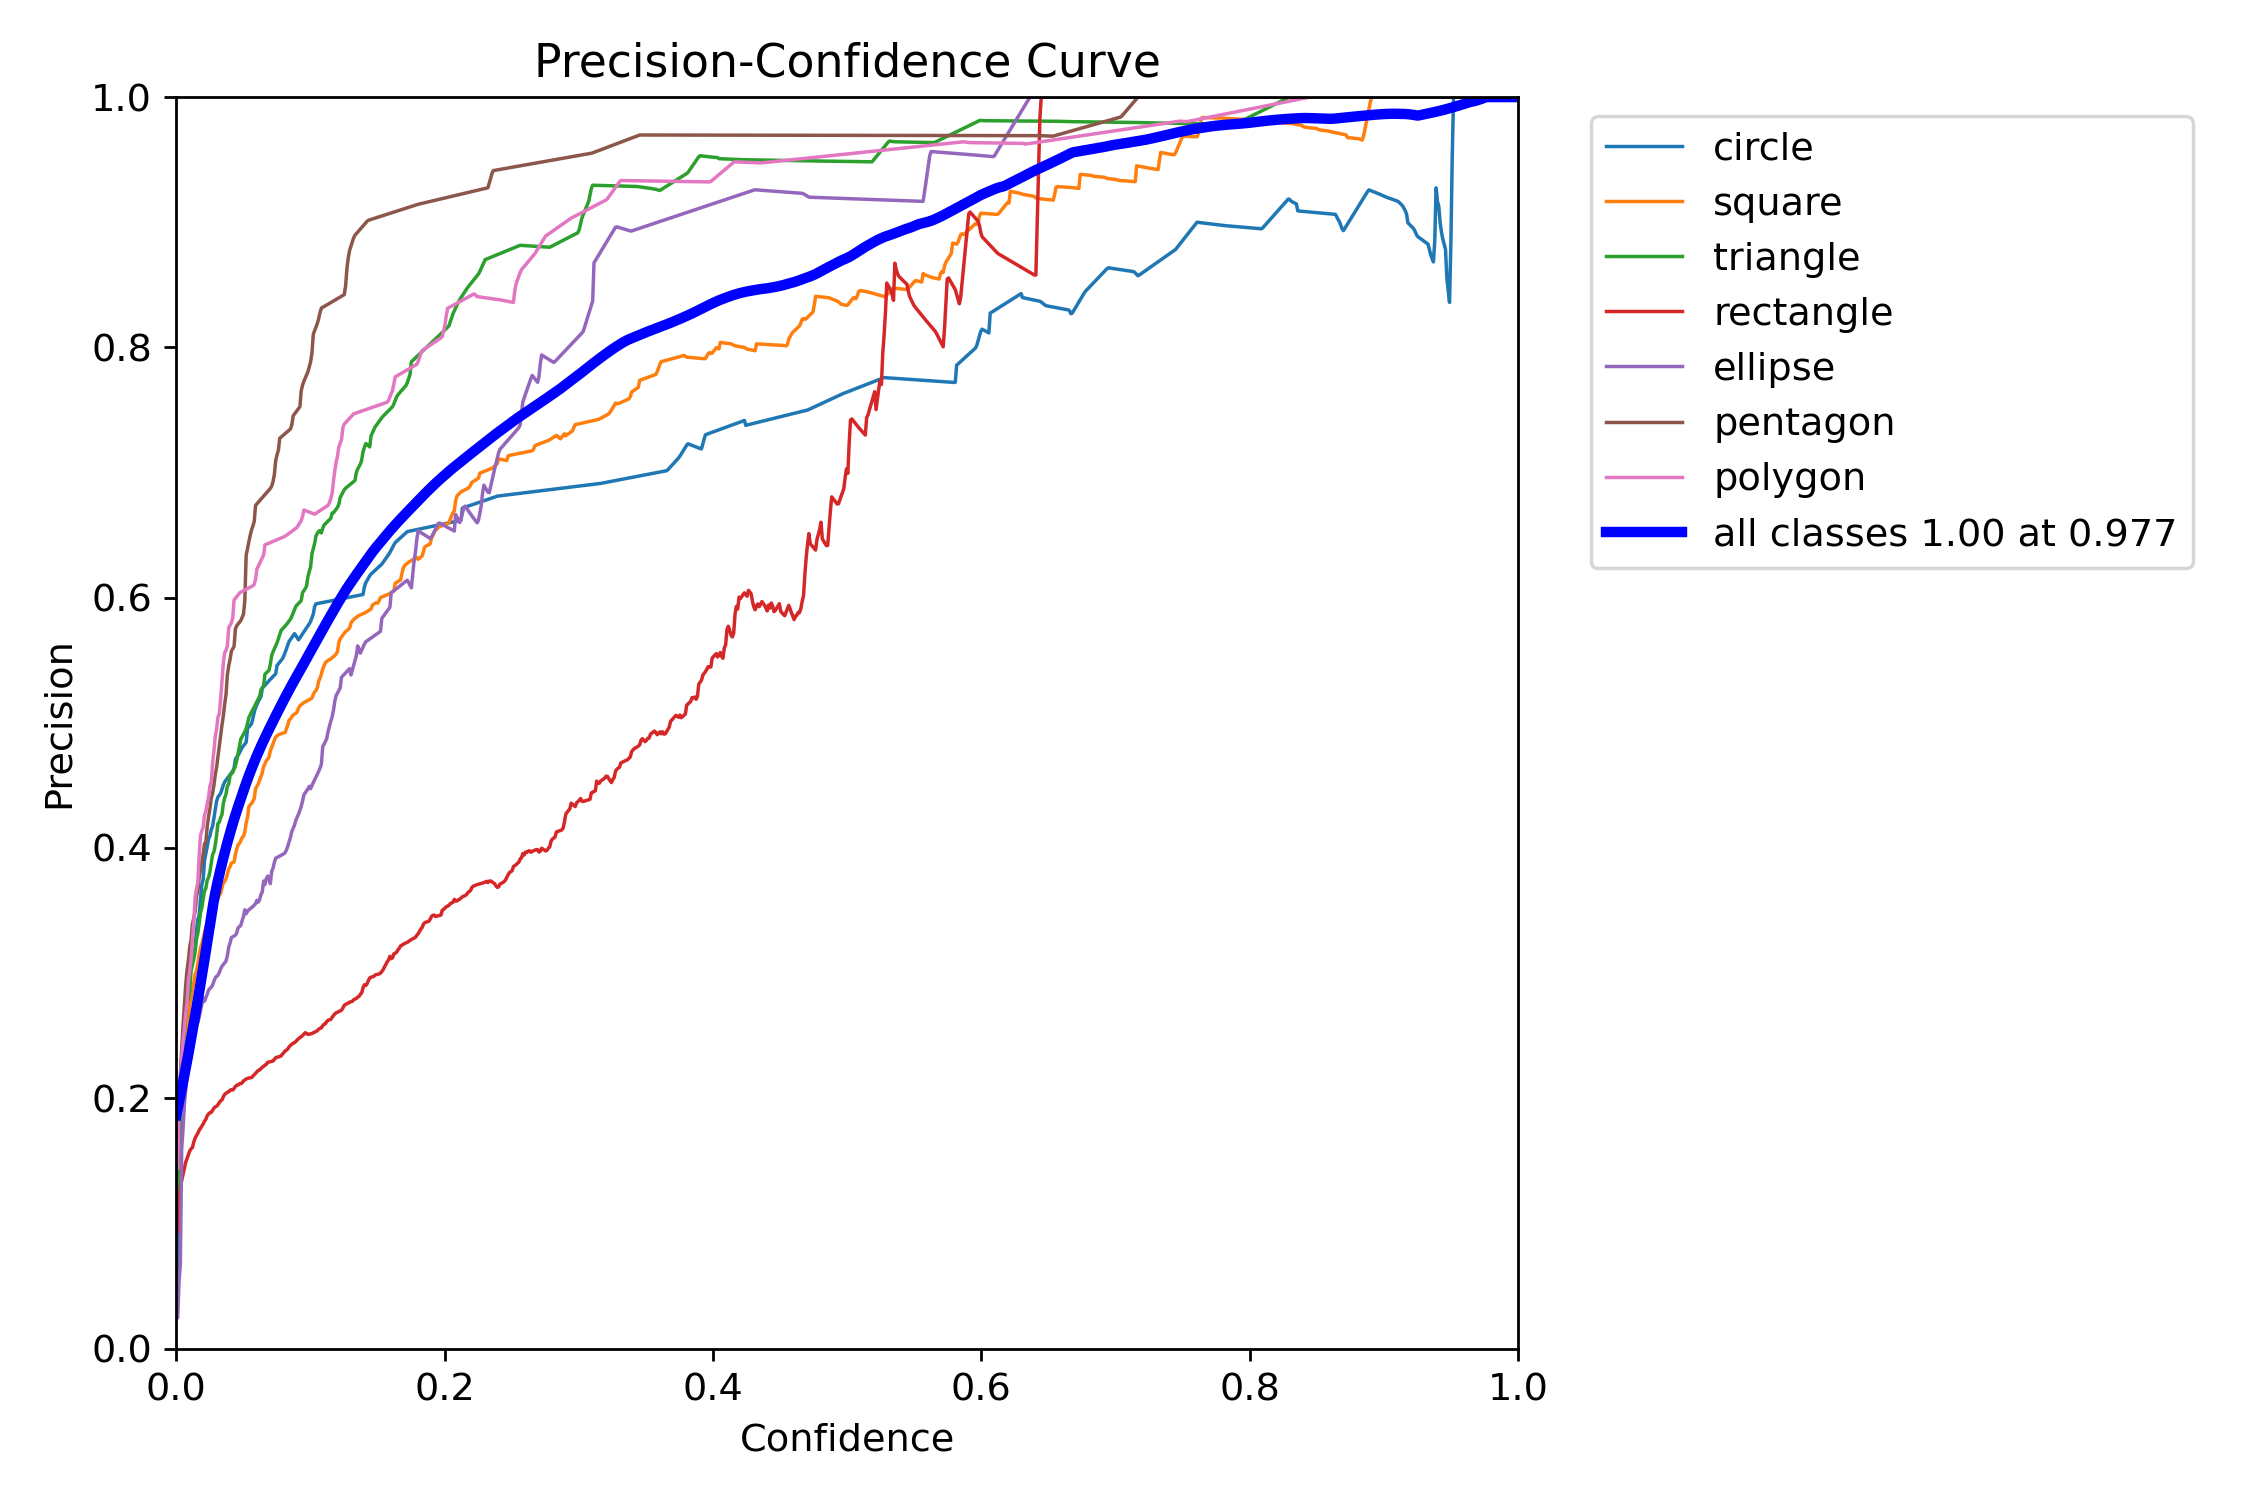 Precision-Confidence Curve
1.0
0.8
0.6
0.4
0.2
0.0
Precision
0.0 0.2 0.4 0.6 0.8 1.0
Confidence
circle
square
triangle
rectangle
ellipse
pentagon
polygon
all classes 1.00 at 0.977